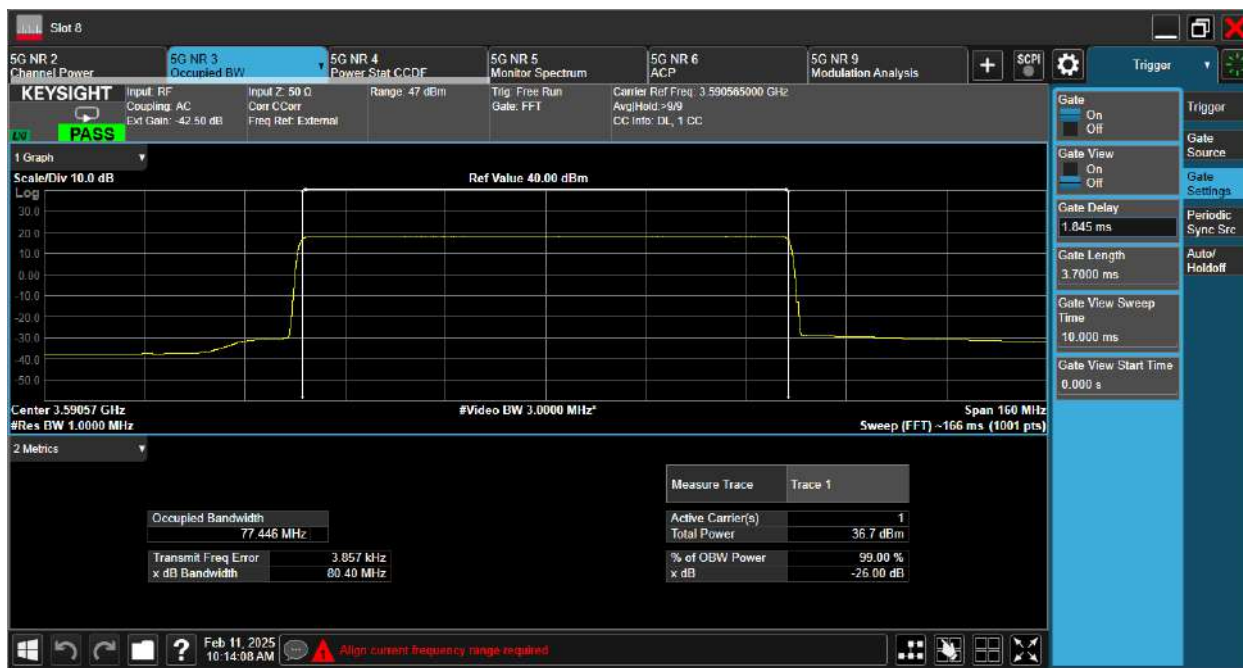 Slot 8
5G NR 2
Channel Power
5G NR 3
Occupied BW
5G NR 4
Power Stat CCDF
5G NR 5
Monitor Spectrum
5G NR 6
ACP
5G NR 9
Modulation Analysis
SCPI
Trigger
KEYSIGHT
PASS
Input: RF
Coupling: AC
Ext Gain: -42.50 dB
Input Z: 50 Ω
Corr CCorr
Freq Ref: External
Range: 47 dBm
Trig: Free Run
Gate: FFT
Carrier Ref Freq: 3.590565000 GHz
Avg|Hold:>9/9
CC Info: DL, 1 CC
1 Graph
Scale/Div 10.0 dB
Ref Value 40.00 dBm
Log
30.0
20.0
10.0
0.00
-10.0
-20.0
-30.0
-40.0
-50.0
Center 3.59057 GHz
#Video BW 3.0000 MHz*
Span 160 MHz
#Res BW 1.0000 MHz
Sweep (FFT) ~166 ms (1001 pts)
2 Metrics
Measure Trace Trace 1
Occupied Bandwidth
77.446 MHz
Transmit Freq Error 3.857 kHz
x dB Bandwidth 80.40 MHz
Active Carrier(s) 1
Total Power 36.7 dBm
% of OBW Power 99.00 %
x dB -26.00 dB
Gate
On
Off
Gate View
On
Off
Gate Delay
1.845 ms
Gate Length
3.7000 ms
Gate View Sweep
Time
10.000 ms
Gate View Start Time
0.000 s
Trigger
Gate
Source
Gate
Settings
Periodic
Sync Src
Auto/
Holdoff
?
Feb 11, 2025
10:14:08 AM
Align current frequency range required